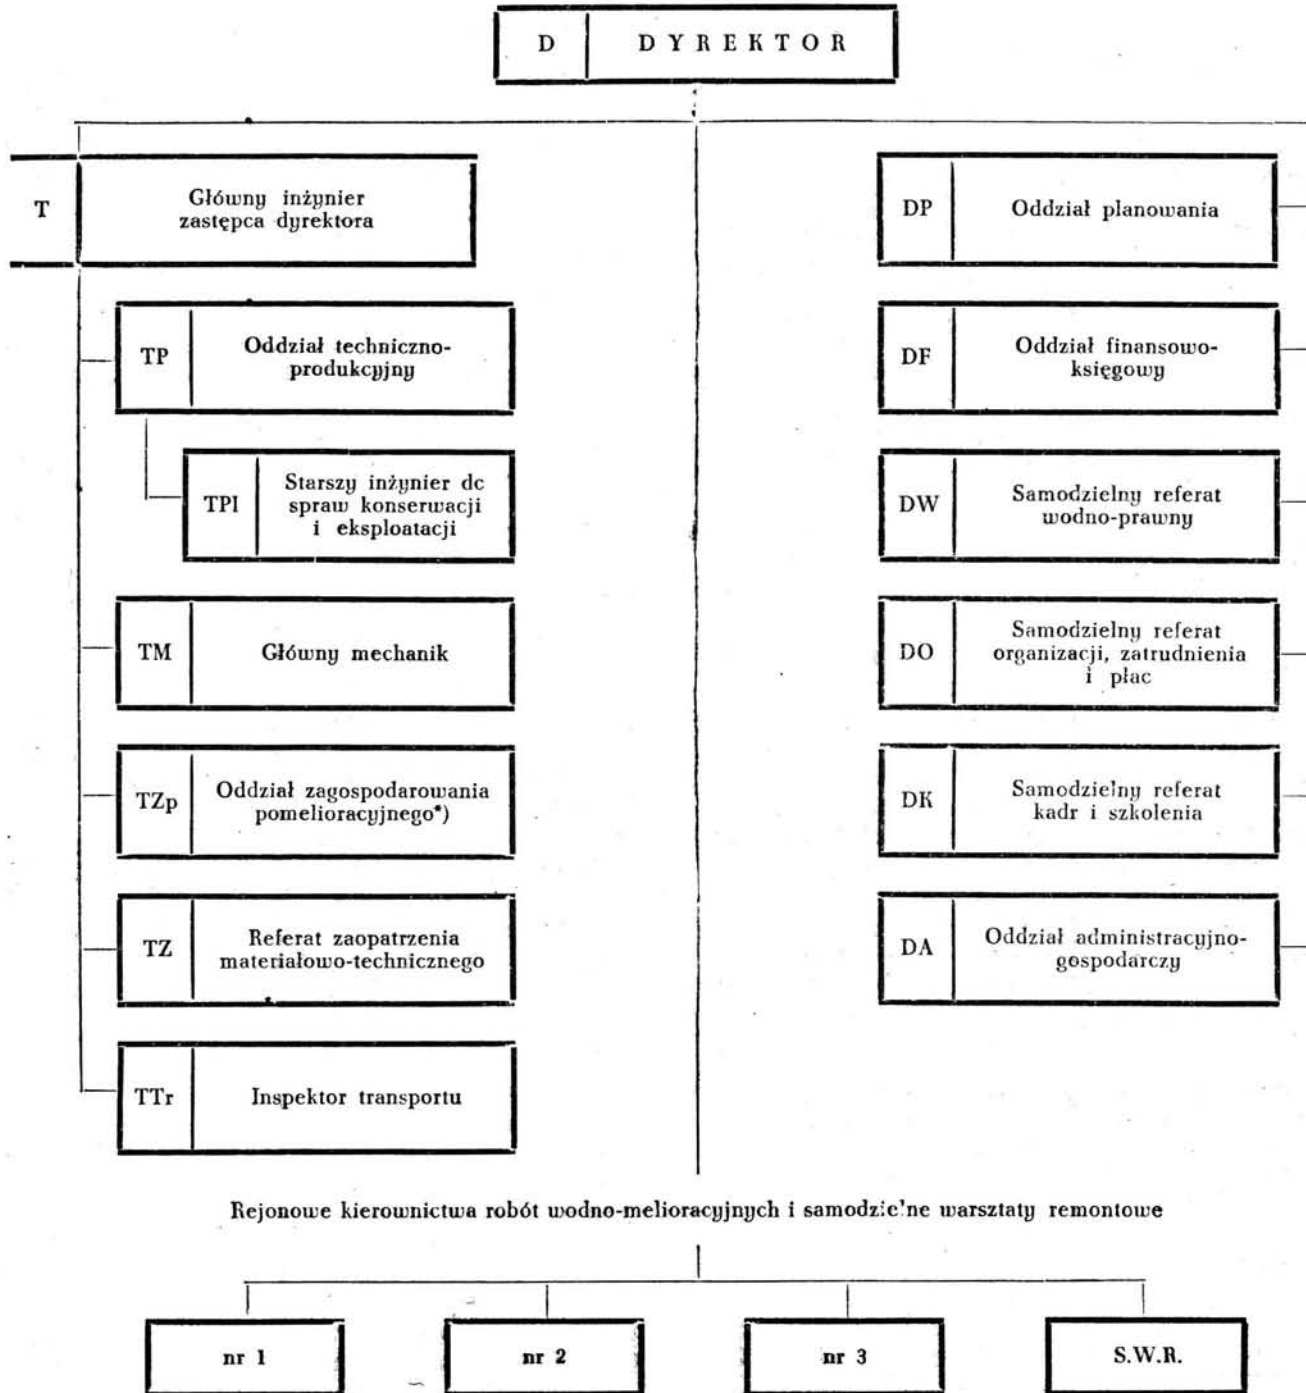 D DYREKTOR
T
Główny inżynier
zastępca dyrektora
TP
Oddział techniczno-
produkcyjny
TPI
Starszy inżynier dc
spraw konserwacji
i eksploatacji
TM
Główny mechanik
TZp
Oddział zagospodarowania
pomelioracyjnego*)
TZ
Referat zaopatrzenia
materiałowo-technicznego
TTr
Inspektor transportu
DP
Oddział planowania
DF
Oddział finansowo-
księgowy
DW
Samodzielny referat
wodno-prawny
DO
Samodzielny referat
organizacji, zatrudnienia
i płac
DK
Samodzielny referat
kadr i szkolenia
DA
Oddział administracyjno-
gospodarczy
Rejonowe kierownictwa robót wodno-melioracyjnych i samodzielne warsztaty remontowe
nr 1
nr 2
nr 3
S.W.R.